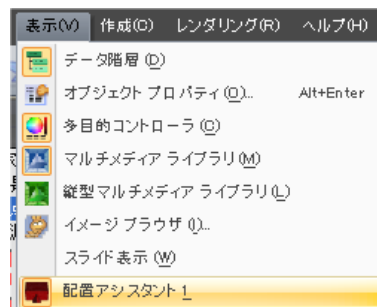 表示(V) 作成(C) レンダリング(R) ヘルプ(H)
データ階層 (D)
オブジェクト プロパティ(O)... Alt+Enter
多目的コントローラ(C)
マルチメディア ライブラリ(M)
縦型マルチメディア ライブラリ(L)
イメージ ブラウザ (I)...
スライド表示 (W)
配置アシスタント 1